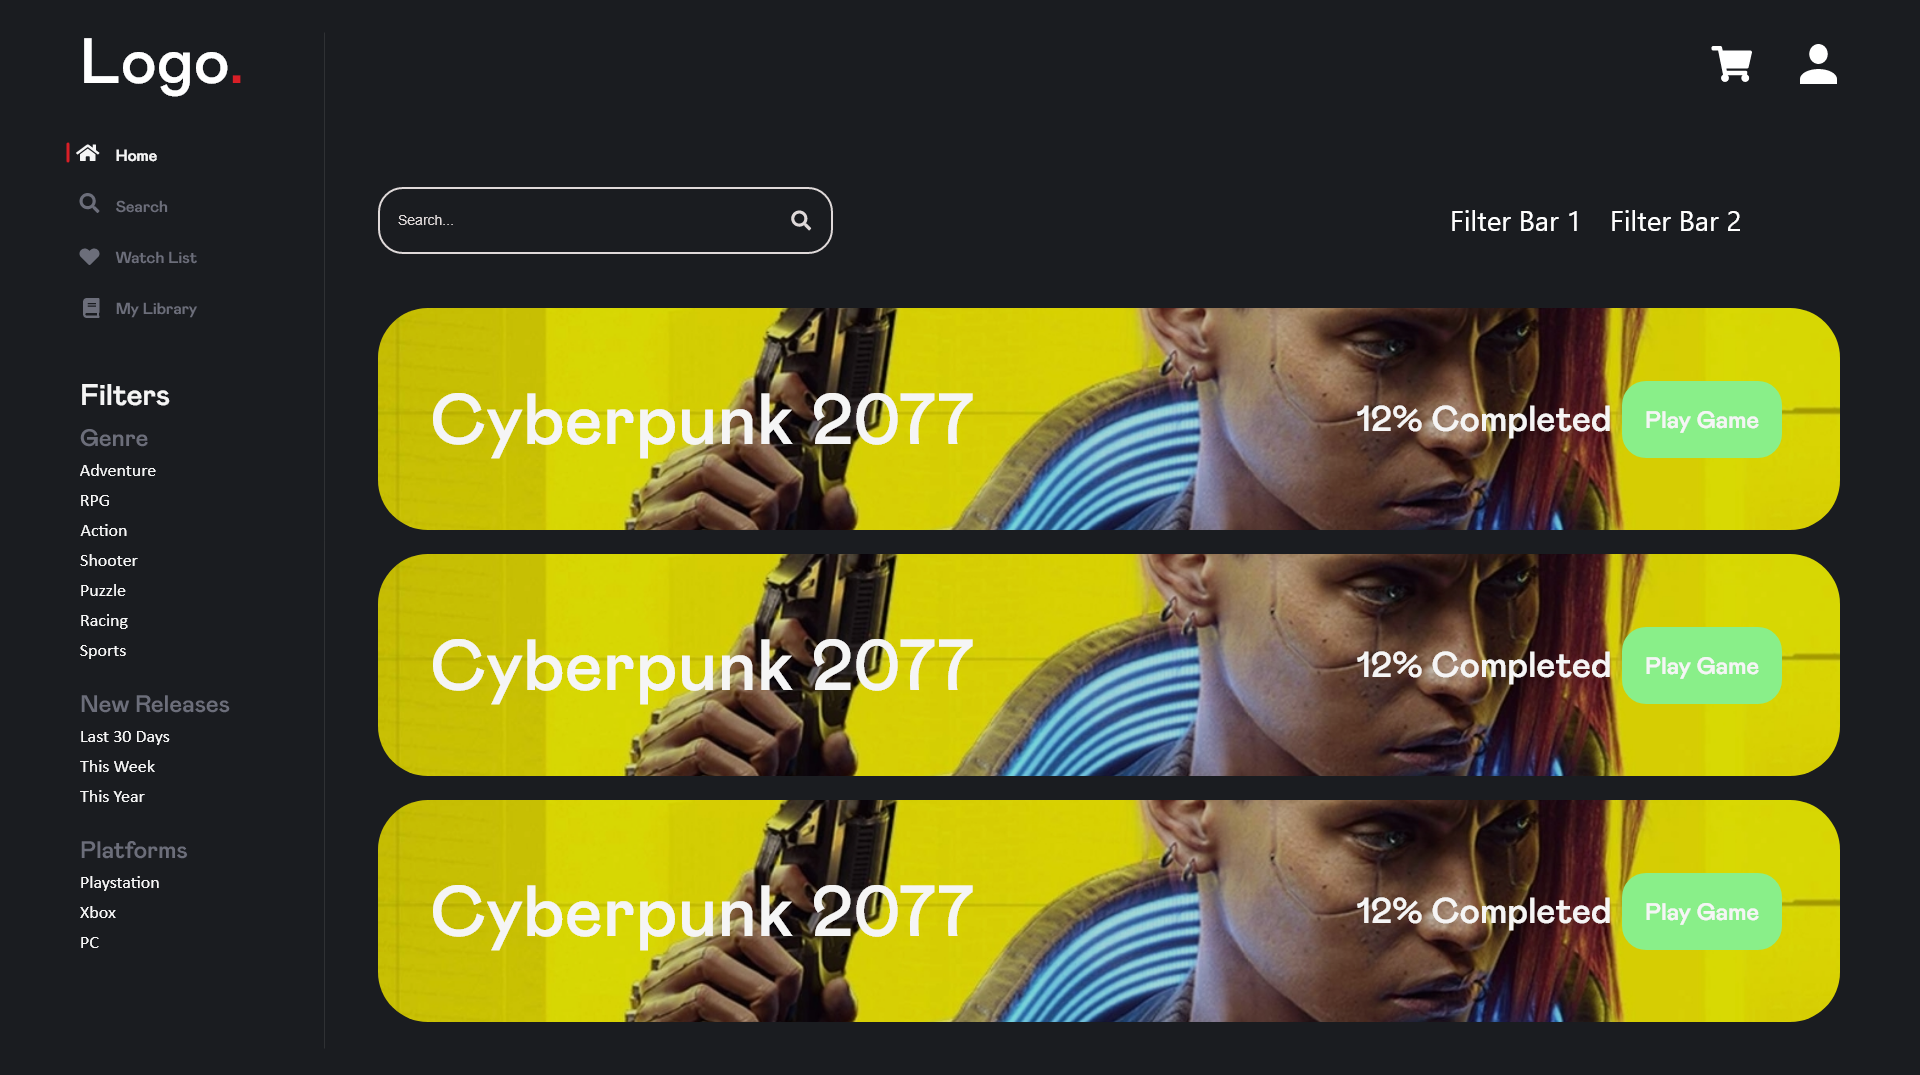 Logo.
Home
Search
Watch List
My Library
Filters
Genre
Adventure
RPG
Action
Shooter
Puzzle
Racing
Sports
New Releases
Last 30 Days
This Week
This Year
Platforms
Playstation
Xbox
PC
Search...
Filter Bar 1 Filter Bar 2
Cyberpunk 2077 12% Completed Play Game
Cyberpunk 2077 12% Completed Play Game
Cyberpunk 2077 12% Completed Play Game